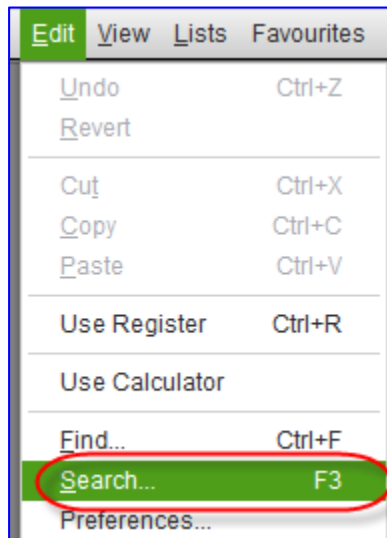 Edit View Lists Favourites
Undo Ctrl+Z
Revert
Cut Ctrl+X
Copy Ctrl+C
Paste Ctrl+V
Use Register Ctrl+R
Use Calculator
Find... Ctrl+F
Search... F3
Preferences...